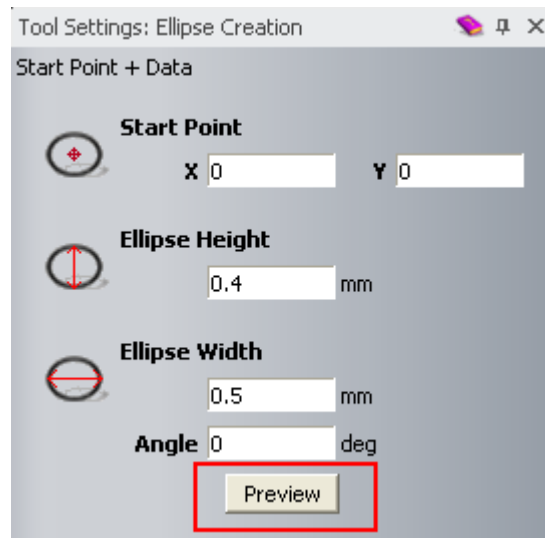 Tool Settings: Ellipse Creation
Start Point + Data
Start Point
X 0 Y 0
Ellipse Height
0.4 mm
Ellipse Width
0.5 mm
Angle 0 deg
Preview